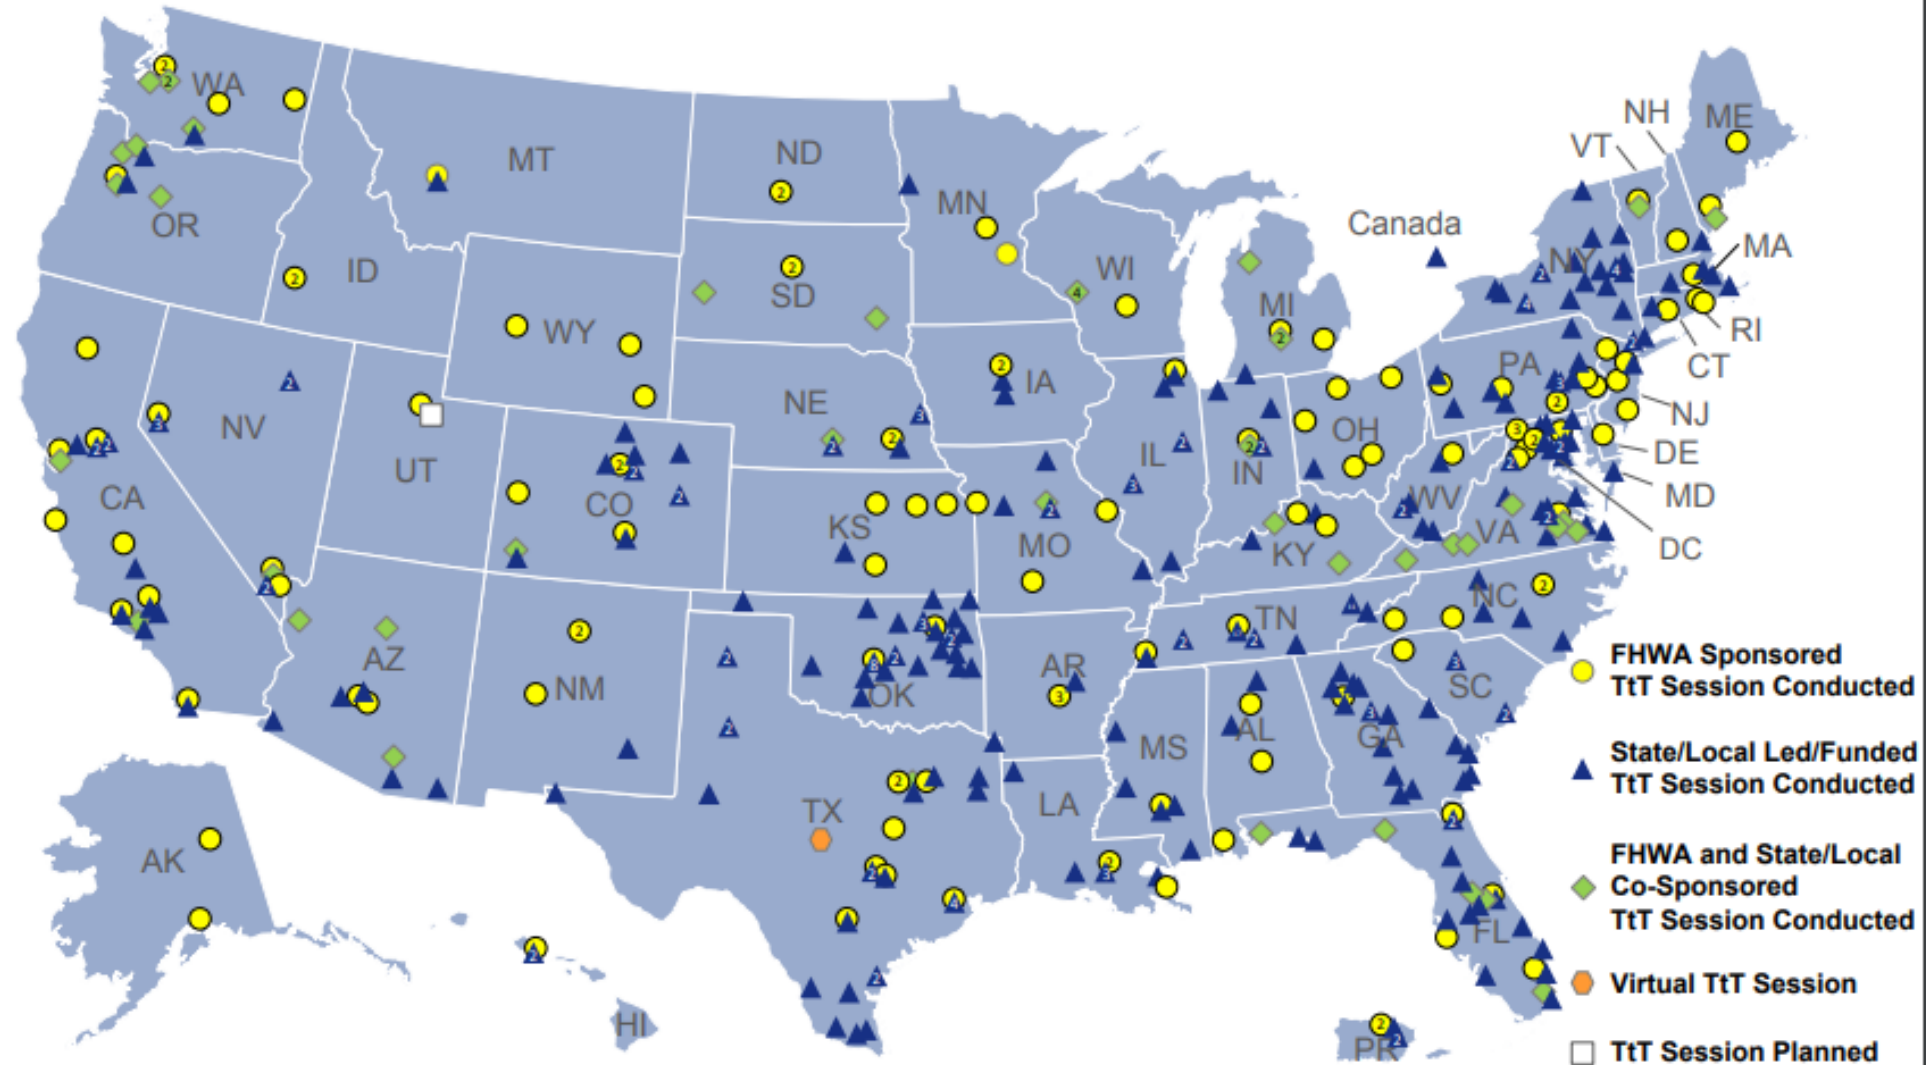 WA
MT
ND
MN
OR
ID
SD
WI
MI
Canada
NY
VT
NH
ME
MA
RI
CT
NJ
DE
MD
DC
WY
NE
IA
IL
IN
OH
PA
WV
VA
NV
UT
CO
KS
MO
KY
CA
AZ
NM
OK
AR
TN
NC
SC
MS
AL
GA
TX
LA
FL
AK
HI
PR
FHWA Sponsored
TtT Session Conducted
State/Local Led/Funded
TtT Session Conducted
FHWA and State/Local
Co-Sponsored
TtT Session Conducted
Virtual TtT Session
TtT Session Planned